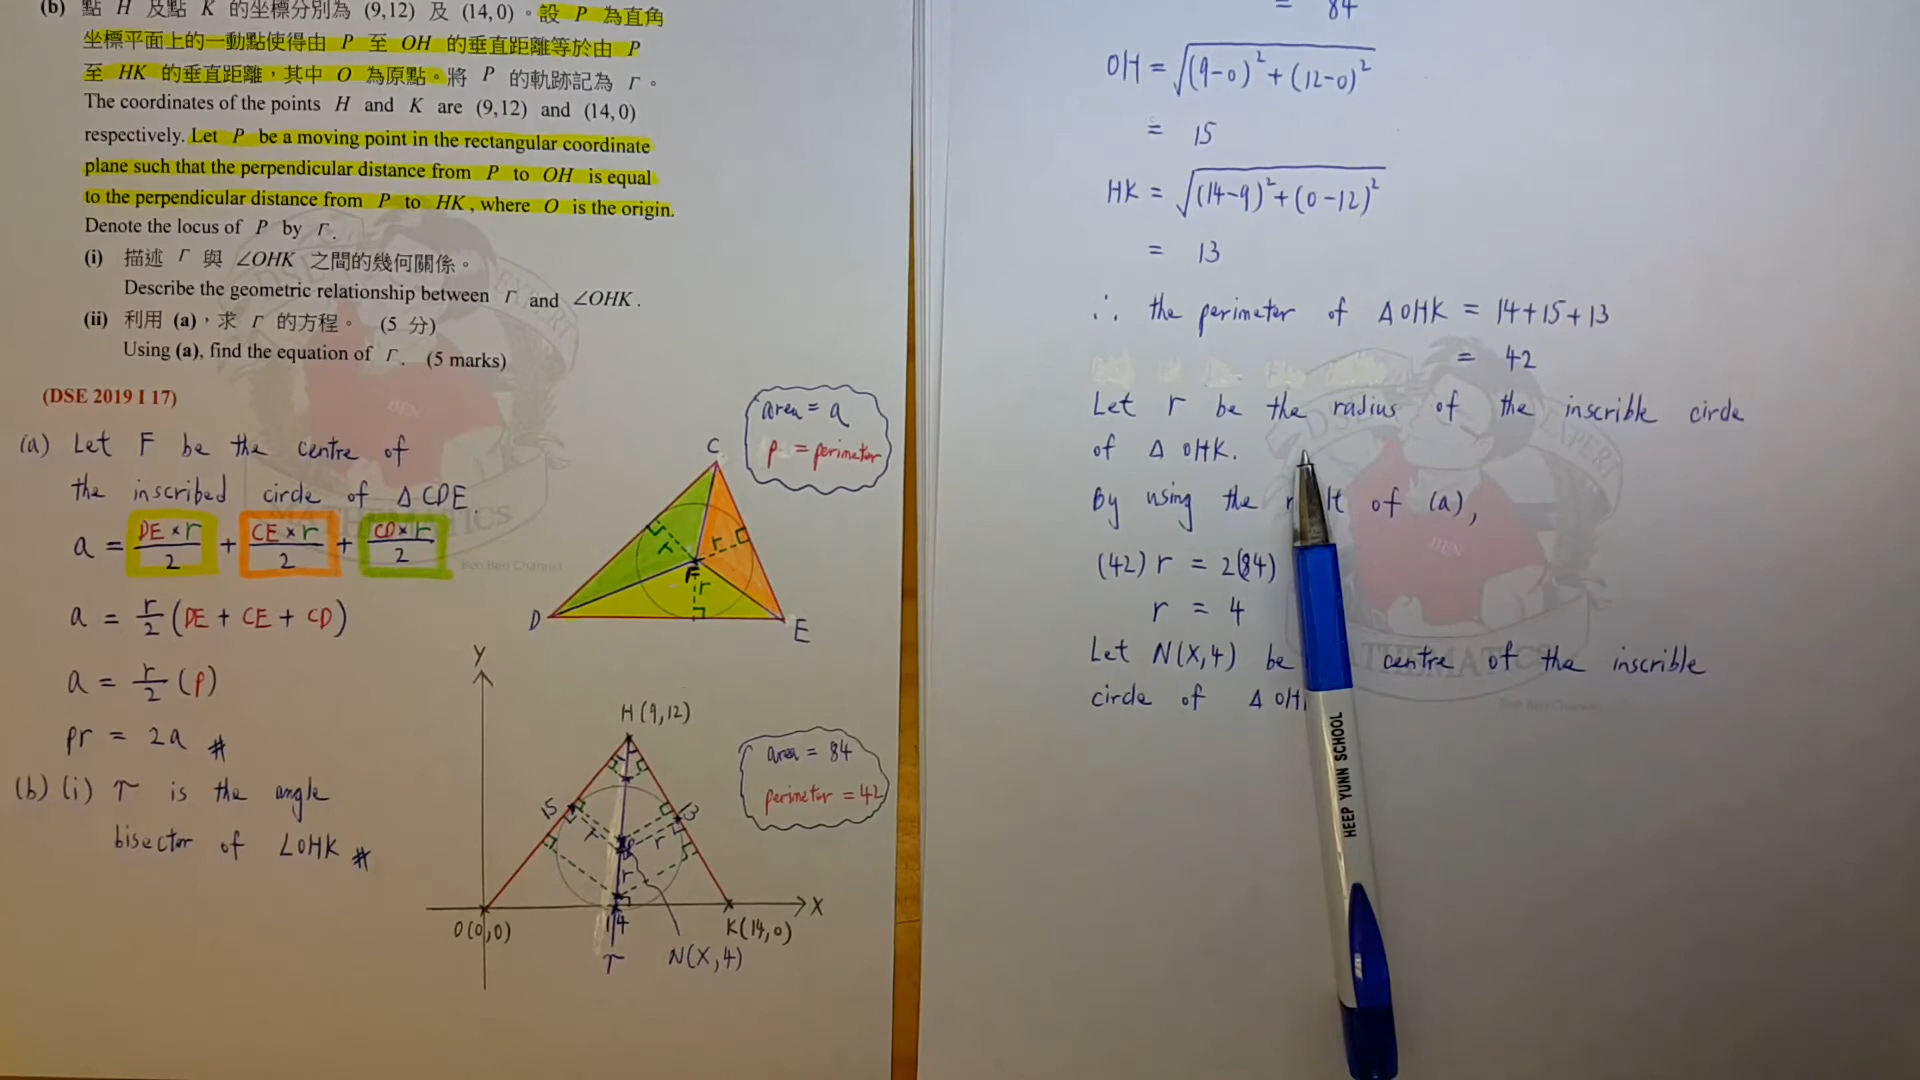 (b) 點 H 及點 K 的坐標分別為 (9,12) 及 (14,0)。設 P 為直角
坐標平面上的一動點使得由 P 至 OH 的垂直距離等於由 P
至 HK 的垂直距離，其中 O 為原點。將 P 的軌跡記為 Γ。
The coordinates of the points H and K are (9,12) and (14,0)
respectively. Let P be a moving point in the rectangular coordinate
plane such that the perpendicular distance from P to OH is equal
to the perpendicular distance from P to HK, where O is the origin.
Denote the locus of P by Γ.
(i) 描述 Γ 與 ∠OHK 之間的幾何關係。
Describe the geometric relationship between Γ and ∠OHK.
(ii) 利用 (a)，求 Γ 的方程。 (5 分)
Using (a), find the equation of Γ. (5 marks)
(DSE 2019 I 17)
(a) Let F be the centre of
the inscribed circle of Δ CDE.
a = DE×r/2 + CE×r/2 + CD×r/2
a = r/2 (DE + CE + CD)
a = r/2 (p)
pr = 2a #
(b) (i) Γ is the angle
bisector of ∠OHK #
area = a
p = perimeter
C
r
r
F
r
D
E
Y
H (9,12)
area = 84
perimeter = 42
15
13
r
r
r
X
O(0,0)
14
K(14,0)
Γ
N(X,4)
= 84
OH = √(9-0)²+(12-0)²
= 15
HK = √(14-9)²+(0-12)²
= 13
∴ the perimeter of Δ OHK = 14+15+13
= 42
Let r be the radius of the inscrible circle
of Δ OHK.
By using the of (a),
(42) r = 2(84)
r = 4
Let N(X,4) be centre of the inscrible
circle of Δ OH
HEEP YUNN SCHOOL
MATHEMATICS
BEN
Ben Ben Channel